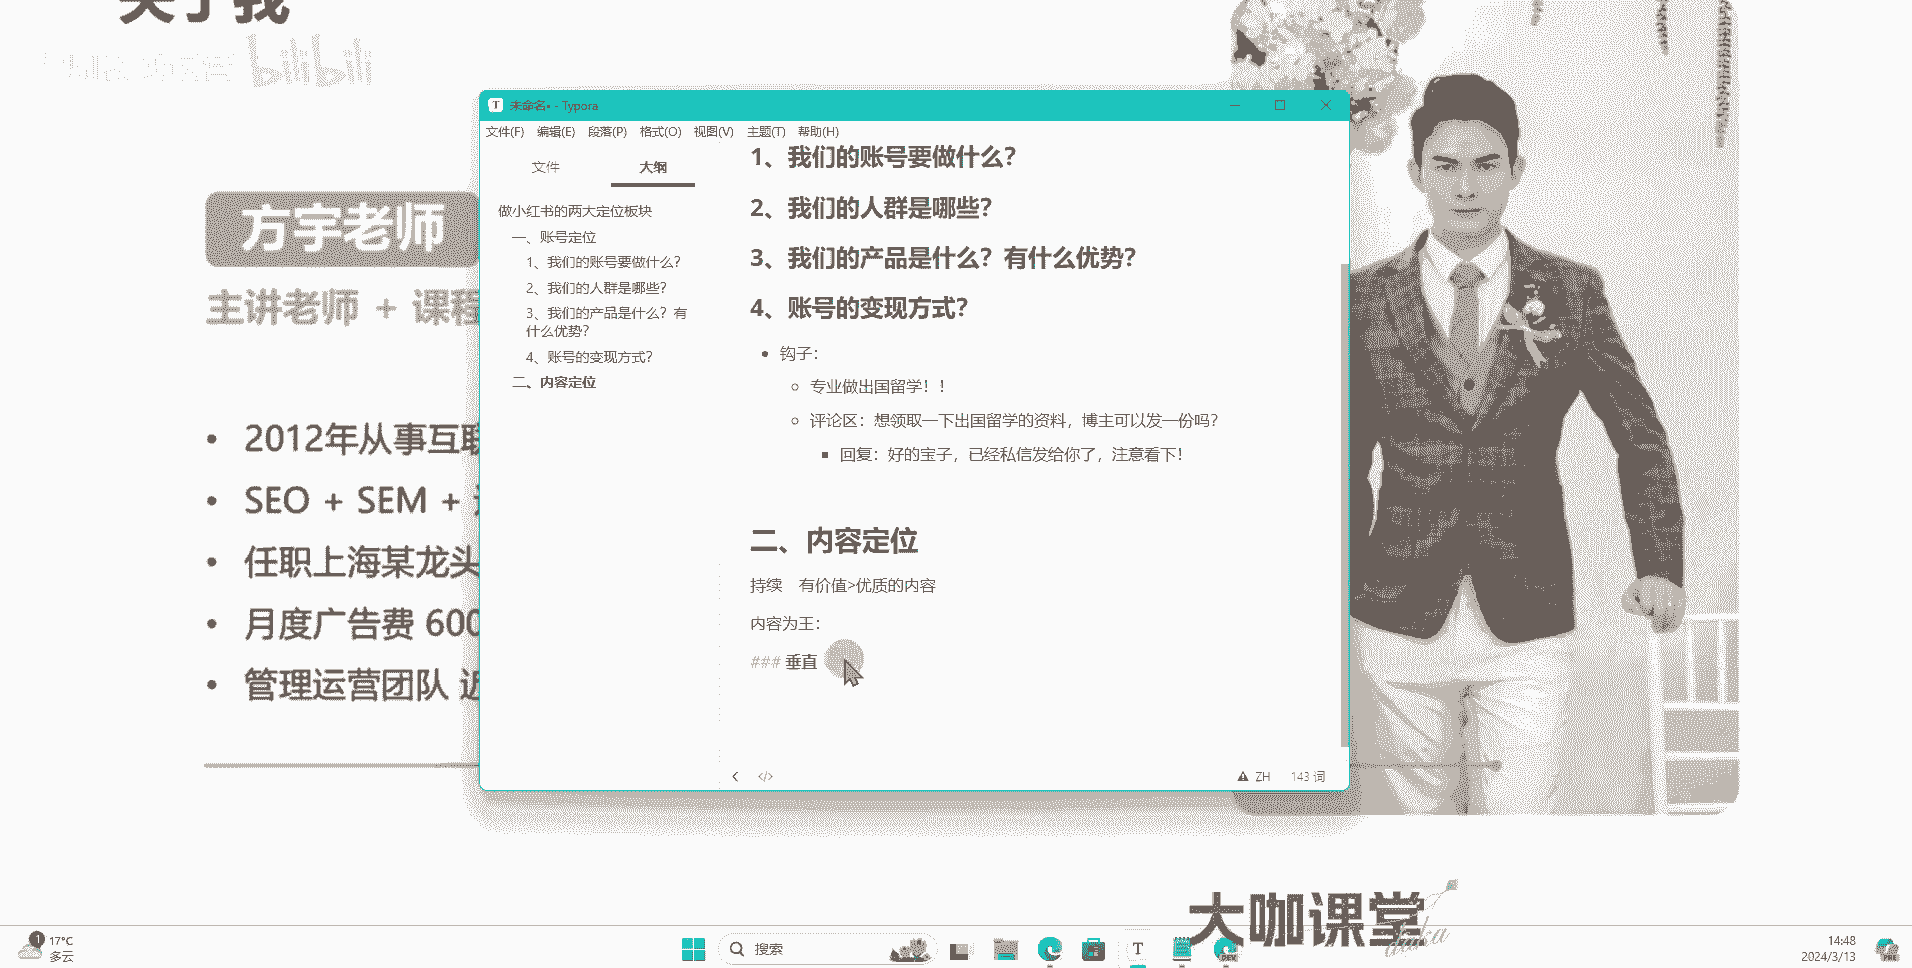 关于我
bilibili
方宇老师
主讲老师 + 课程
• 2012年从事互联
• SEO + SEM +
• 任职上海某龙头
• 月度广告费 600
• 管理运营团队 近
未命名• - Typora
文件(F) 编辑(E) 段落(P) 格式(O) 视图(V) 主题(T) 帮助(H)
文件 大纲
做小红书的两大定位板块
一、账号定位
1、我们的账号要做什么?
2、我们的人群是哪些?
3、我们的产品是什么?有
什么优势?
4、账号的变现方式?
二、内容定位
1、我们的账号要做什么?
2、我们的人群是哪些?
3、我们的产品是什么?有什么优势?
4、账号的变现方式?
• 钩子:
专业做出国留学!!
评论区:想领取一下出国留学的资料,博主可以发一份吗?
回复:好的宝子,已经私信发给你了,注意看下!
二、内容定位
持续 有价值>优质的内容
内容为王:
### 垂直
</> ZH 143 词
大咖课堂
daka
1
17°C
多云
搜索
T
DEV
14:48
2024/3/13
PRE